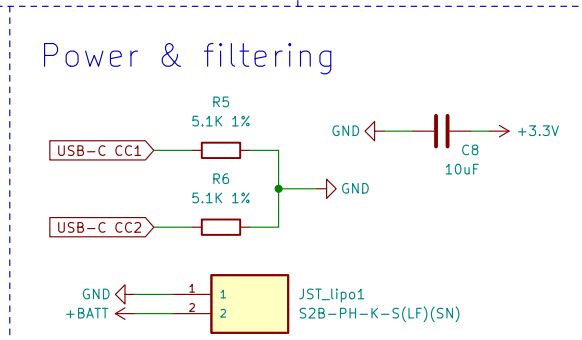 Power & filtering
R5
5.1K 1%
USB-C CC1
GND
+3.3V
C8
10uF
R6
5.1K 1%
GND
USB-C CC2
GND
1
1
JST_lipo1
+BATT
2
2
S2B-PH-K-S(LF)(SN)